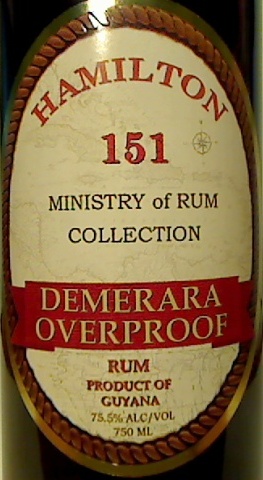 HAMILTON
151
MINISTRY of RUM
COLLECTION
DEMERARA
OVERPROOF
RUM
PRODUCT OF
GUYANA
75.5% ALC/VOL
750 ML